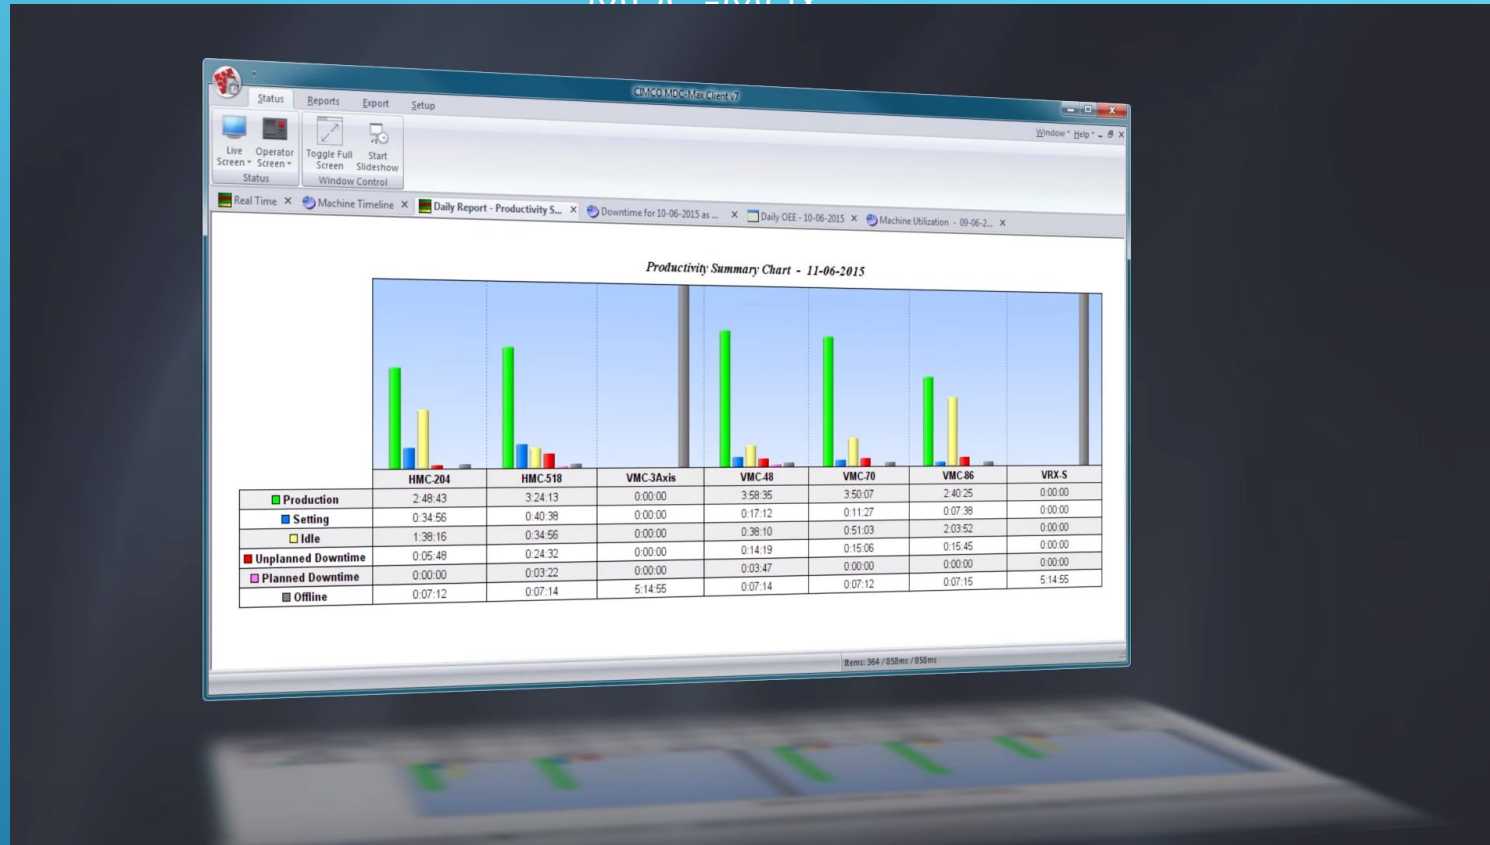 CIMCO MDC-Max Client v7
Status Reports Export Setup
Window Help
Live Screen Operator Screen Toggle Full Screen Start Slideshow
Status Window Control
Real Time Machine Timeline Daily Report - Productivity S... Downtime for 10-06-2015 as ... Daily OEE - 10-06-2015 Machine Utilization - 09-06-2...
Productivity Summary Chart - 11-06-2015
HMC-204 HMC-518 VMC-3Axis VMC-48 VMC-70 VMC-86 VRX-S
Production 2:48:43 3:24:13 0:00:00 3:58:35 3:50:07 2:40:25 0:00:00
Setting 0:34:56 0:40:38 0:00:00 0:17:12 0:11:27 0:07:38 0:00:00
Idle 1:38:16 0:34:56 0:00:00 0:38:10 0:51:03 2:03:52 0:00:00
Unplanned Downtime 0:05:48 0:24:32 0:00:00 0:14:19 0:15:06 0:15:45 0:00:00
Planned Downtime 0:00:00 0:03:22 0:00:00 0:03:47 0:00:00 0:00:00 0:00:00
Offline 0:07:12 0:07:14 5:14:55 0:07:14 0:07:12 0:07:15 5:14:55
Items: 364 / 858ms / 858ms